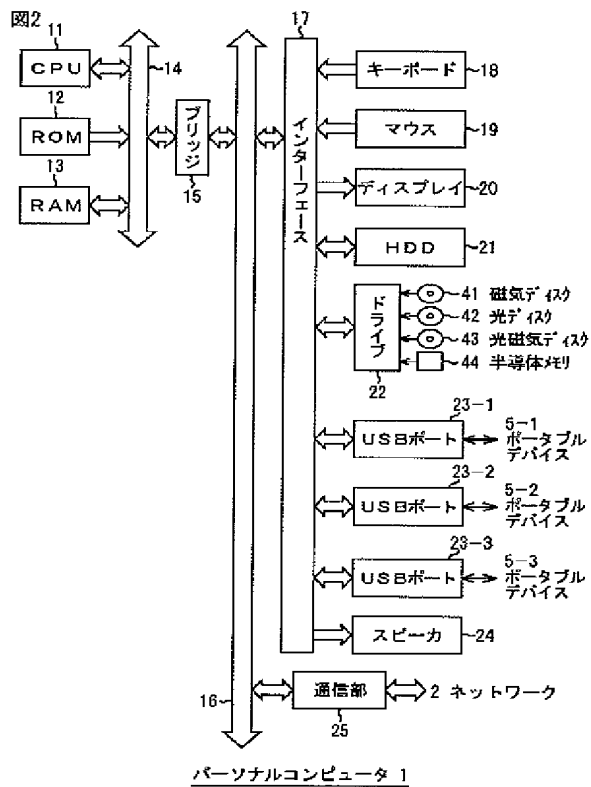 図2
11
CPU
14
12
ROM
13
RAM
ブリッジ
15
16
17
インターフェース
キーボード 18
マウス 19
ディスプレイ 20
HDD 21
ドライブ
22
41 磁気ディスク
42 光ディスク
43 光磁気ディスク
44 半導体メモリ
23-1
USBポート
5-1
ポータブル
デバイス
23-2
USBポート
5-2
ポータブル
デバイス
23-3
USBポート
5-3
ポータブル
デバイス
スピーカ 24
通信部
25
2 ネットワーク
パーソナルコンピュータ 1